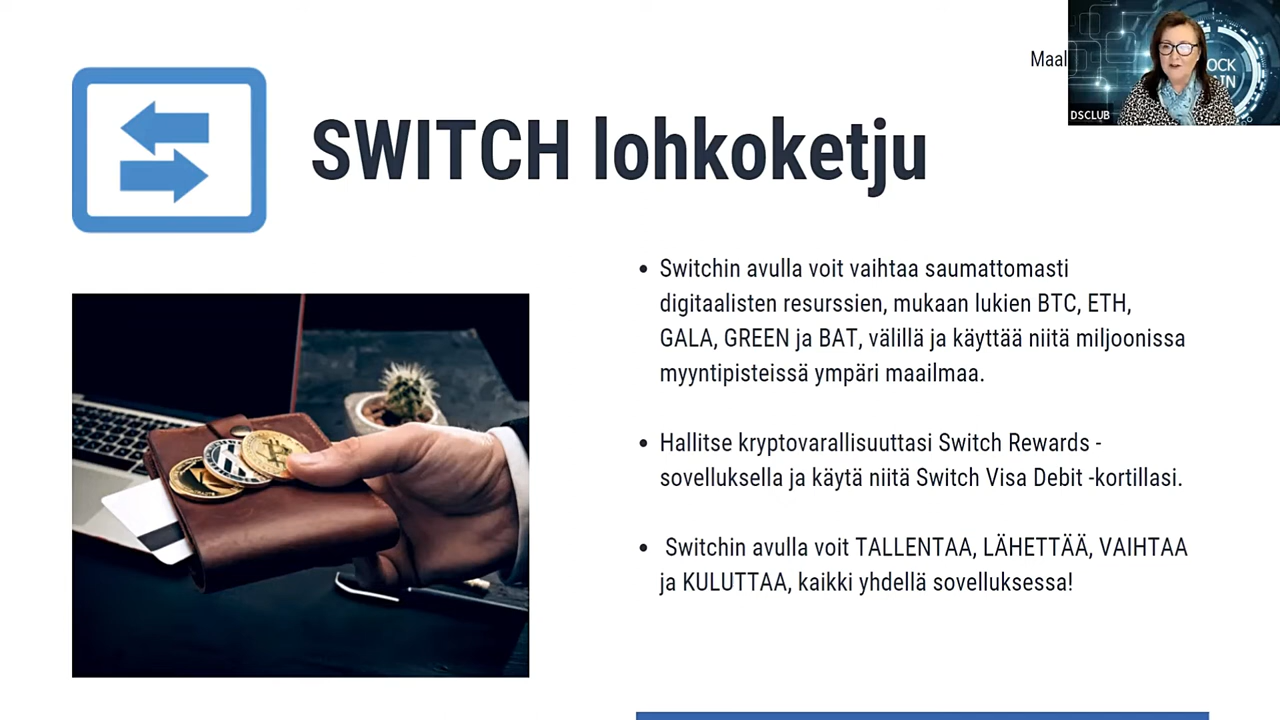 Maal
OCK
AIN
DSCLUB
SWITCH lohkoketju
Switchin avulla voit vaihtaa saumattomasti
digitaalisten resurssien, mukaan lukien BTC, ETH,
GALA, GREEN ja BAT, välillä ja käyttää niitä miljoonissa
myyntipisteissä ympäri maailmaa.
Hallitse kryptovarallisuuttasi Switch Rewards -
sovelluksella ja käytä niitä Switch Visa Debit -kortillasi.
Switchin avulla voit TALLENTAA, LÄHETTÄÄ, VAIHTAA
ja KULUTTAA, kaikki yhdellä sovelluksessa!